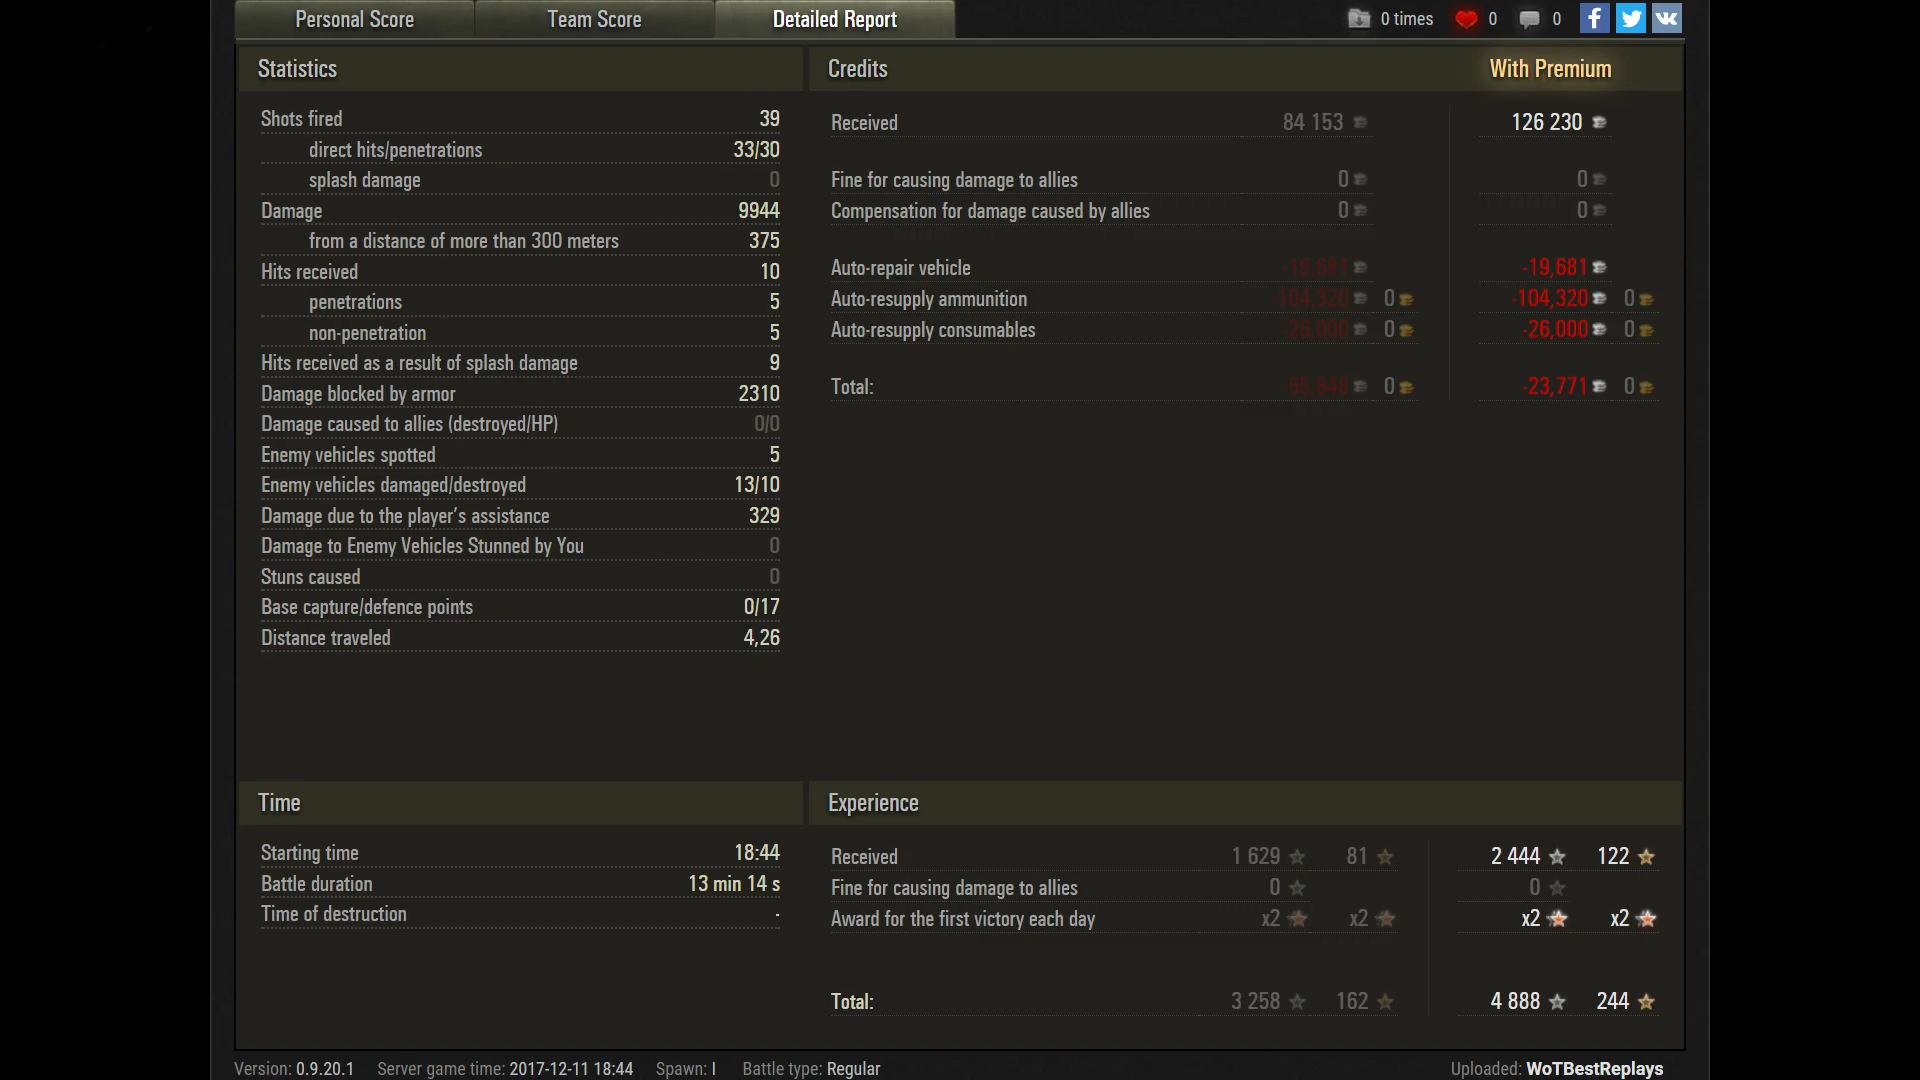 Personal Score Team Score Detailed Report 0 times 0 0
Statistics
Shots fired 39
direct hits/penetrations 33/30
splash damage 0
Damage 9944
from a distance of more than 300 meters 375
Hits received 10
penetrations 5
non-penetration 5
Hits received as a result of splash damage 9
Damage blocked by armor 2310
Damage caused to allies (destroyed/HP) 0/0
Enemy vehicles spotted 5
Enemy vehicles damaged/destroyed 13/10
Damage due to the player's assistance 329
Damage to Enemy Vehicles Stunned by You 0
Stuns caused 0
Base capture/defence points 0/17
Distance traveled 4,26
Credits With Premium
Received 84 153 126 230
Fine for causing damage to allies 0 0
Compensation for damage caused by allies 0 0
Auto-repair vehicle -19,681 -19,681
Auto-resupply ammunition -104,320 0 -104,320 0
Auto-resupply consumables -26,000 0 -26,000 0
Total: -65,848 0 -23,771 0
Time
Starting time 18:44
Battle duration 13 min 14 s
Time of destruction -
Experience
Received 1 629 81 2 444 122
Fine for causing damage to allies 0 0
Award for the first victory each day x2 x2 x2 x2
Total: 3 258 162 4 888 244
Version: 0.9.20.1 Server game time: 2017-12-11 18:44 Spawn: I Battle type: Regular Uploaded: WoTBestReplays